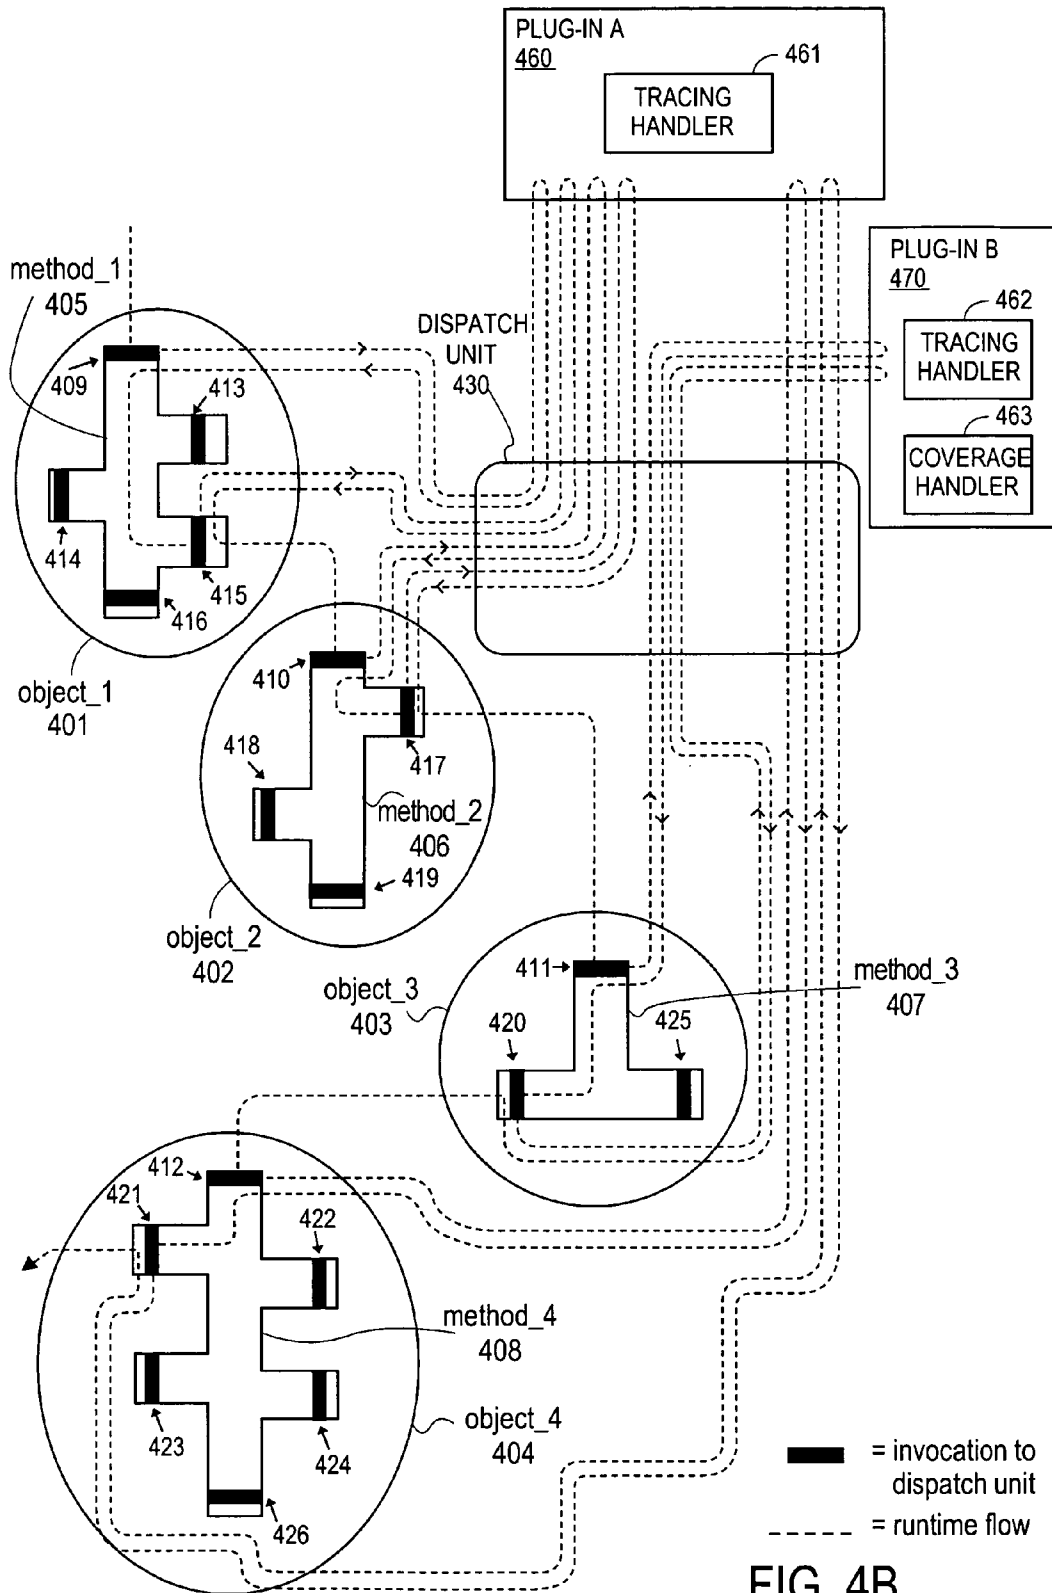 PLUG-IN A
460
461
TRACING
HANDLER
PLUG-IN B
470
462
TRACING
HANDLER
463
COVERAGE
HANDLER
method_1
405
DISPATCH
UNIT
430
409
413
414
415
416
object_1
401
410
418
417
method_2
406
419
object_2
402
411
object_3
403
method_3
407
420
425
412
421
422
method_4
408
423
424
object_4
404
426
= invocation to
dispatch unit
= runtime flow
FIG. 4B